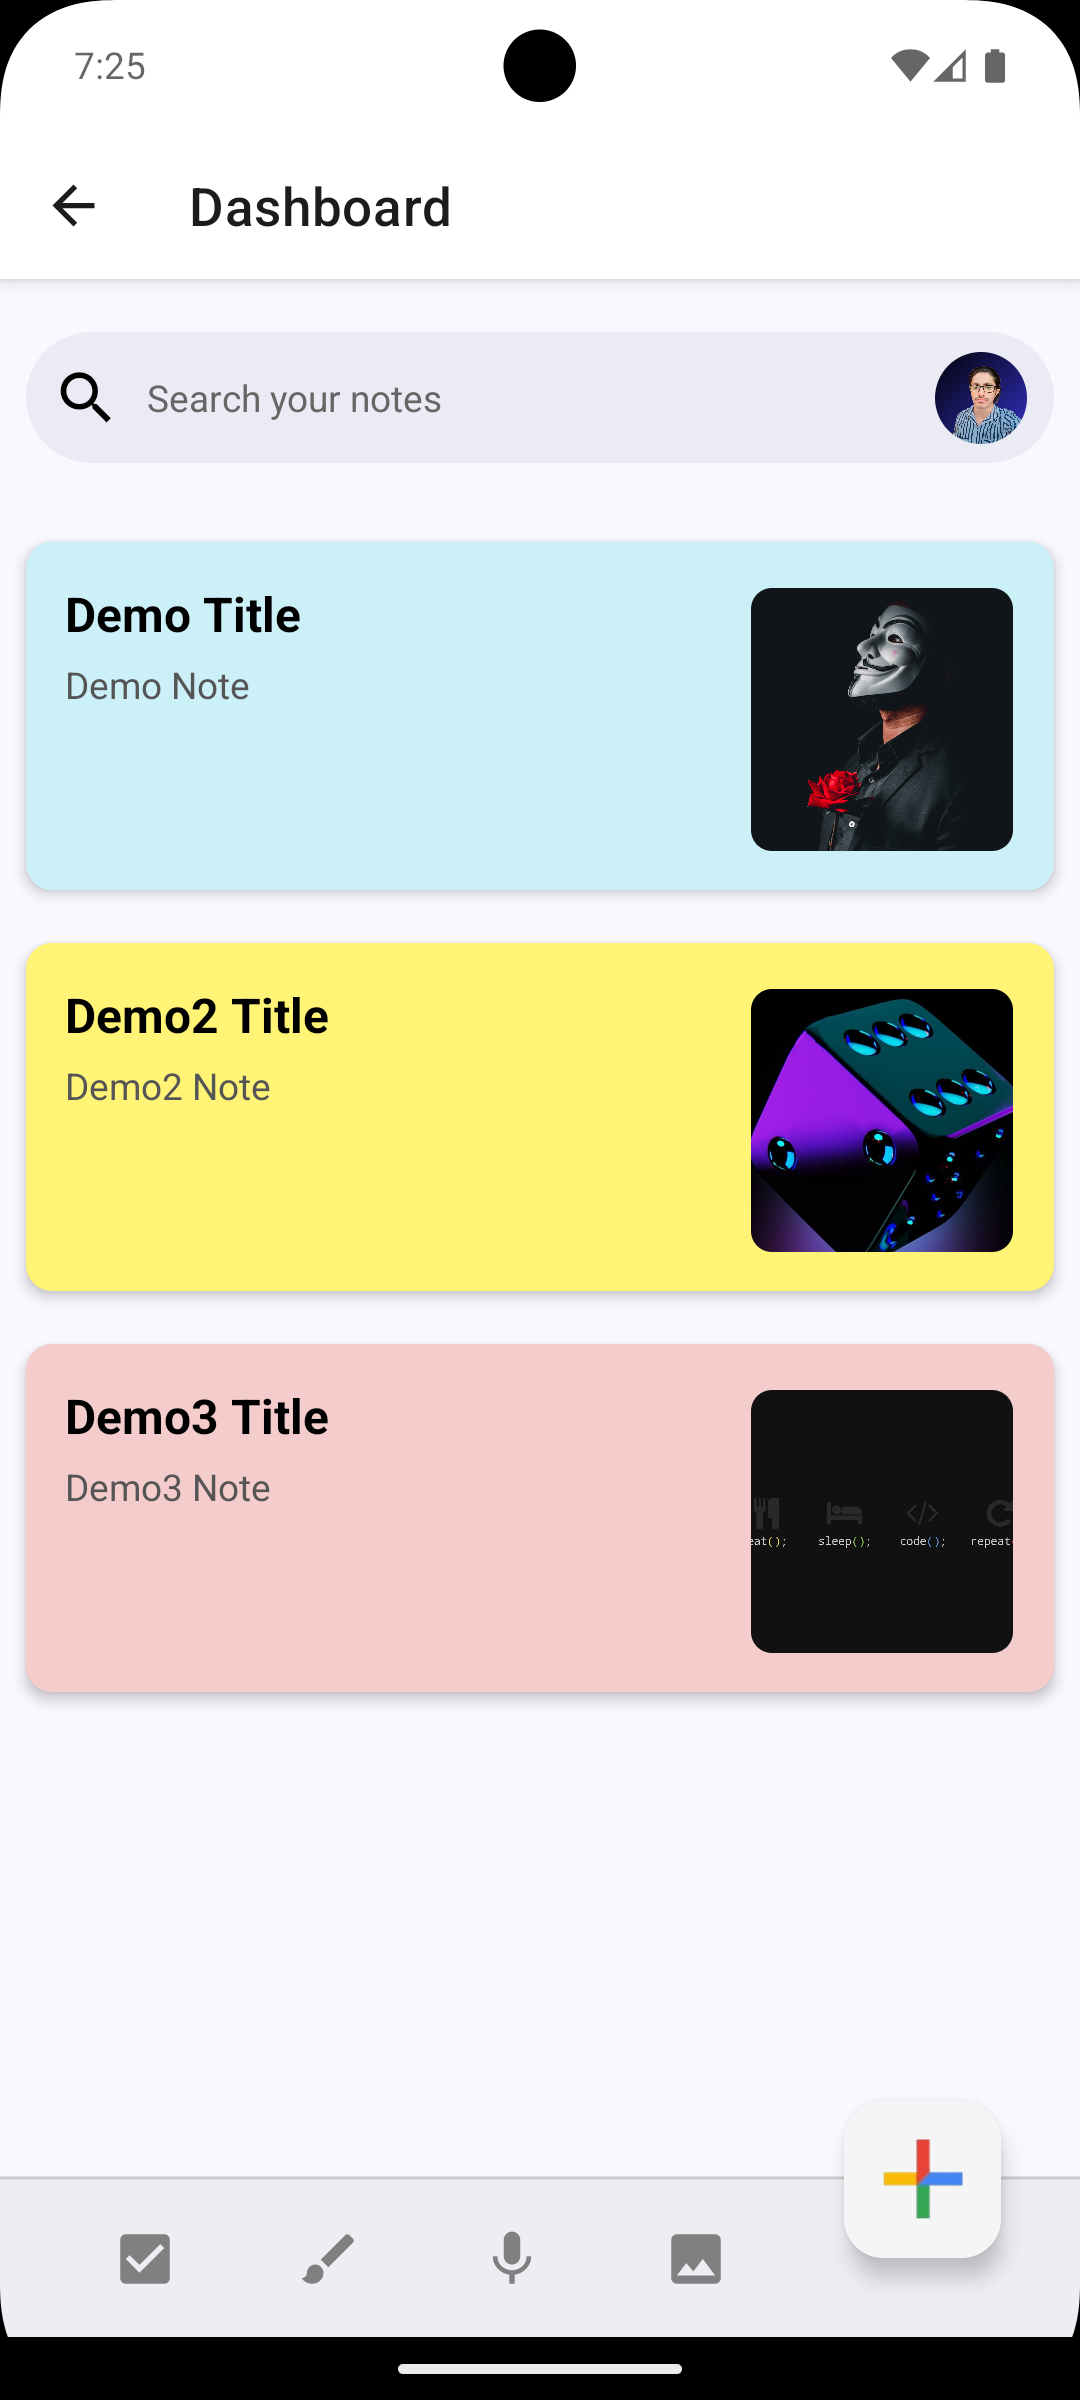 7:25
Dashboard
Search your notes
Demo Title
Demo Note
Demo2 Title
Demo2 Note
Demo3 Title
Demo3 Note
eat(); sleep(); code(); repeat